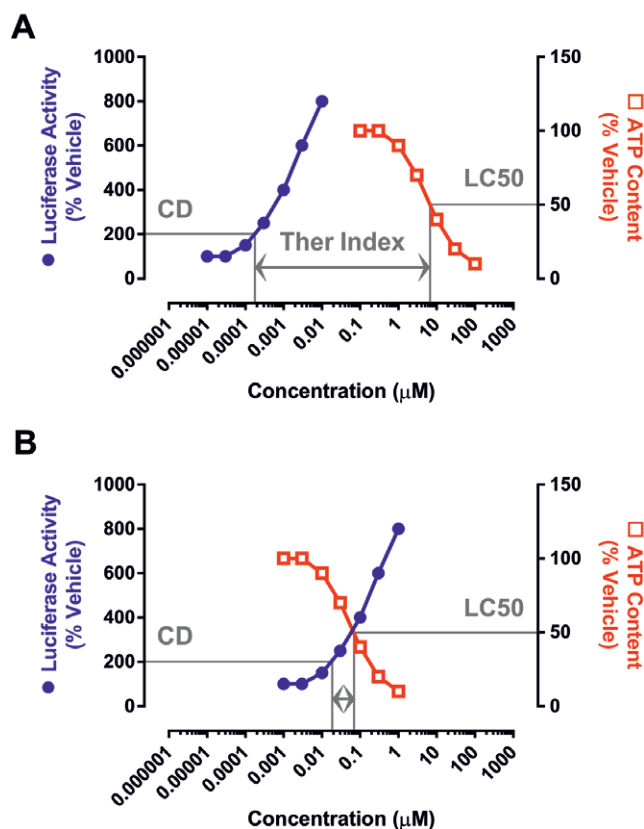 A
● Luciferase Activity
(% Vehicle)
1000
800
600
400
200
0
CD
Ther Index
LC50
150
100
50
0
□ ATP Content
(% Vehicle)
0.000001
0.00001
0.0001
0.001
0.01
0.1
1
10
100
1000
Concentration (μM)
B
● Luciferase Activity
(% Vehicle)
1000
800
600
400
200
0
CD
LC50
150
100
50
0
□ ATP Content
(% Vehicle)
0.000001
0.00001
0.0001
0.001
0.01
0.1
1
10
100
1000
Concentration (μM)